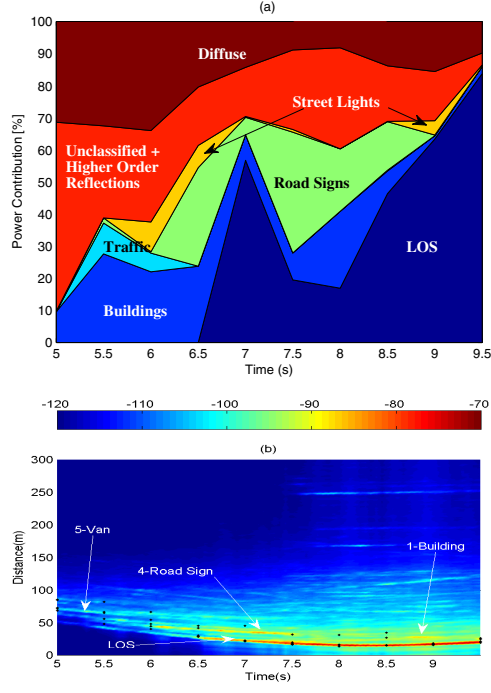 (a)
100
90
80
70
60
50
40
30
20
10
0
Power Contribution [%]
Diffuse
Street Lights
Unclassified +
Higher Order
Reflections
Road Signs
Traffic
LOS
Buildings
5 5.5 6 6.5 7 7.5 8 8.5 9 9.5
Time (s)
-120 -110 -100 -90 -80 -70
(b)
300
250
200
150
100
50
0
Distance(m)
5-Van
1-Building
4-Road Sign
LOS
5 5.5 6 6.5 7 7.5 8 8.5 9 9.5
Time(s)